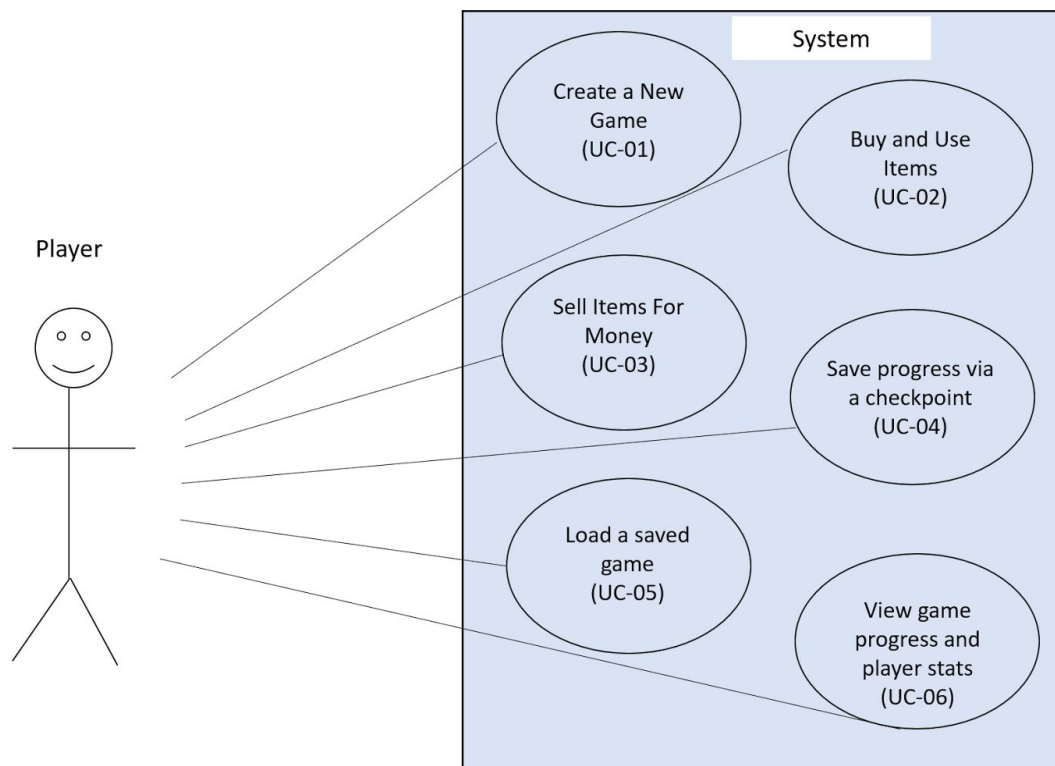 System
Create a New
Game
(UC-01)
Buy and Use
Items
(UC-02)
Player
Sell Items For
Money
(UC-03)
Save progress via
a checkpoint
(UC-04)
Load a saved
game
(UC-05)
View game
progress and
player stats
(UC-06)